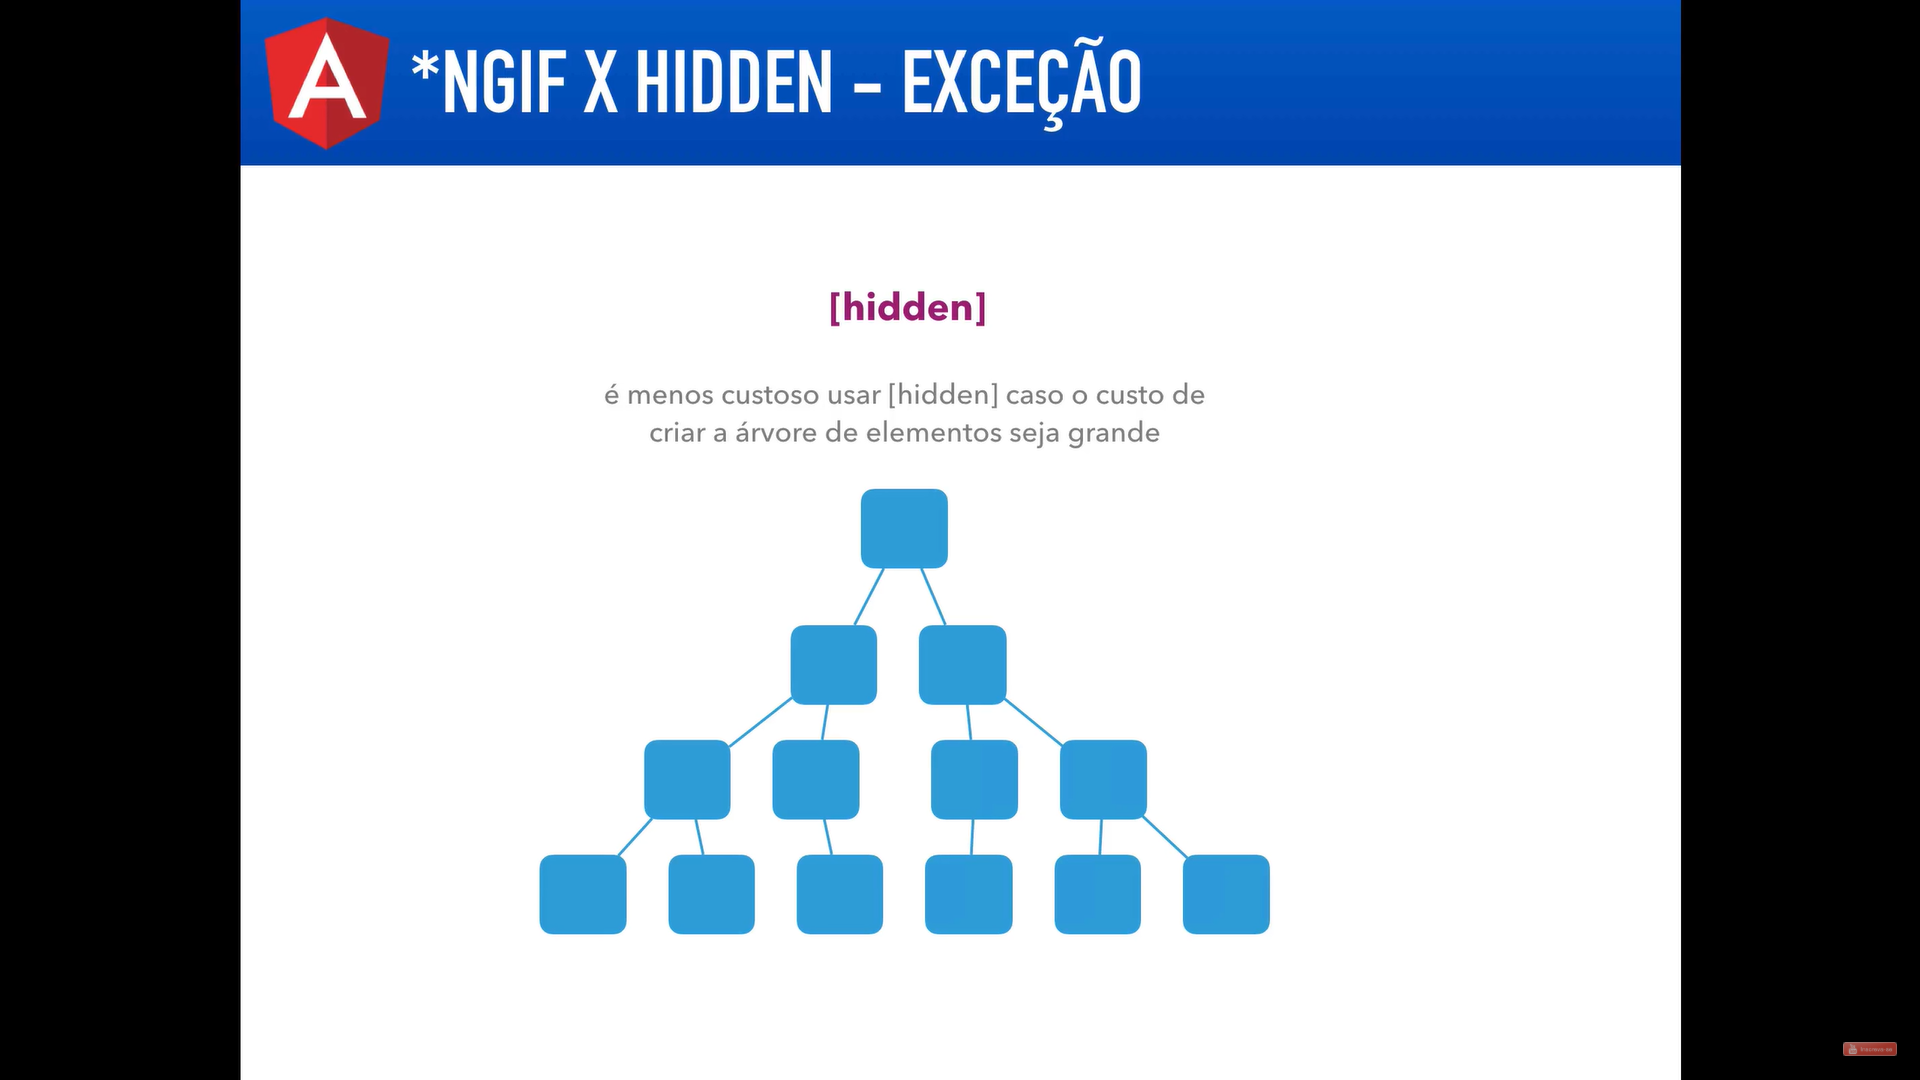 *NGIF X HIDDEN - EXCEÇÃO
[hidden]
é menos custoso usar [hidden] caso o custo de
criar a árvore de elementos seja grande